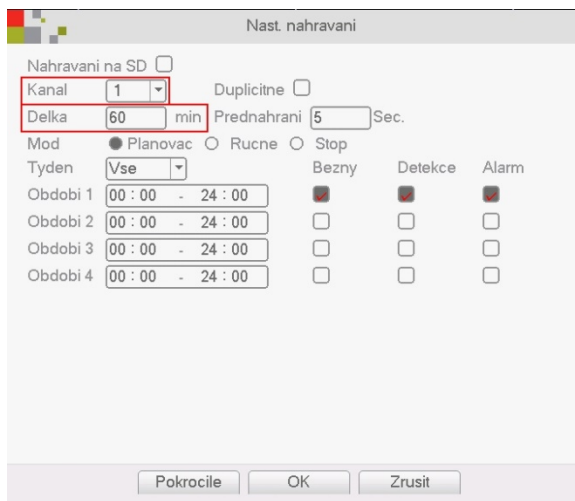 Nast. nahravani
Nahravani na SD
Kanal 1 Duplicitne
Delka 60 min Prednahrani 5 Sec.
Mod Planovac Rucne Stop
Tyden Vse Bezny Detekce Alarm
Obdobi 1 00 : 00 - 24 : 00
Obdobi 2 00 : 00 - 24 : 00
Obdobi 3 00 : 00 - 24 : 00
Obdobi 4 00 : 00 - 24 : 00
Pokrocile OK Zrusit